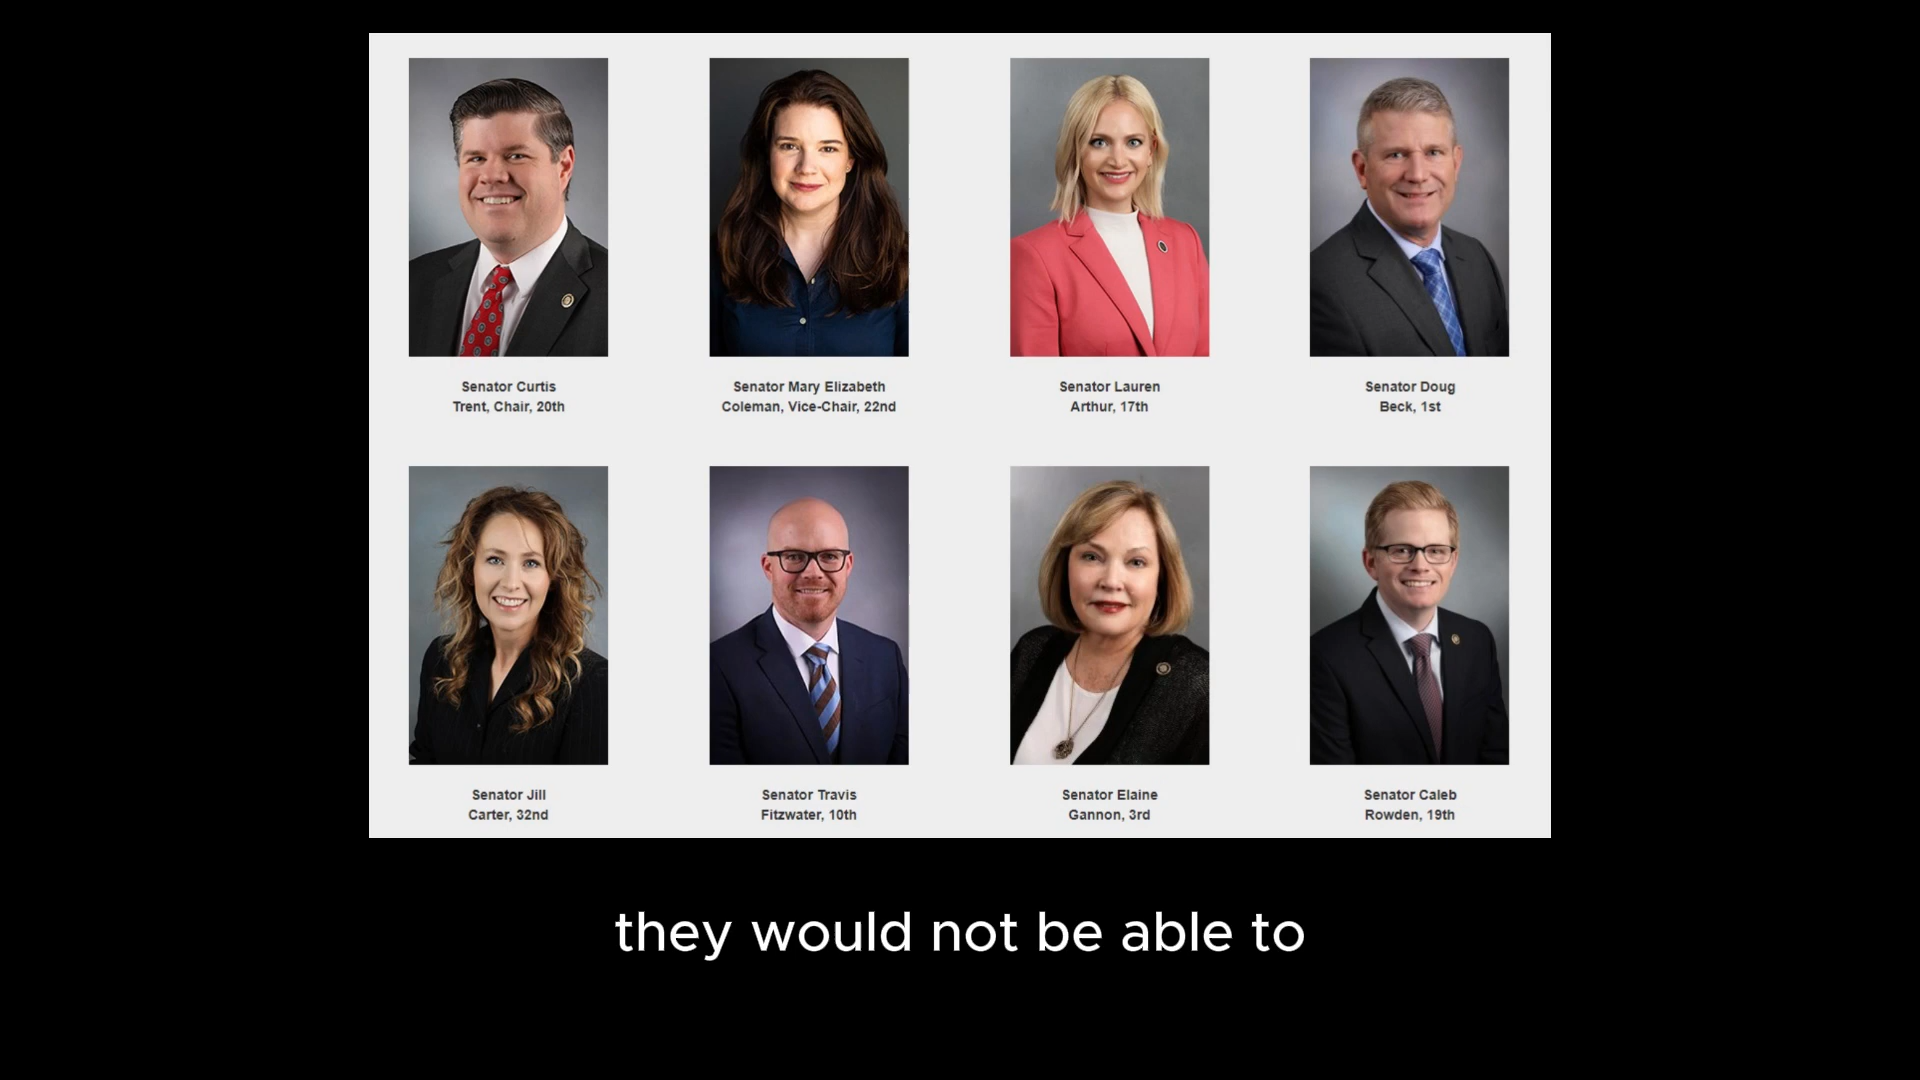 Senator Curtis
Trent, Chair, 20th
Senator Mary Elizabeth
Coleman, Vice-Chair, 22nd
Senator Lauren
Arthur, 17th
Senator Doug
Beck, 1st
Senator Jill
Carter, 32nd
Senator Travis
Fitzwater, 10th
Senator Elaine
Gannon, 3rd
Senator Caleb
Rowden, 19th
they would not be able to